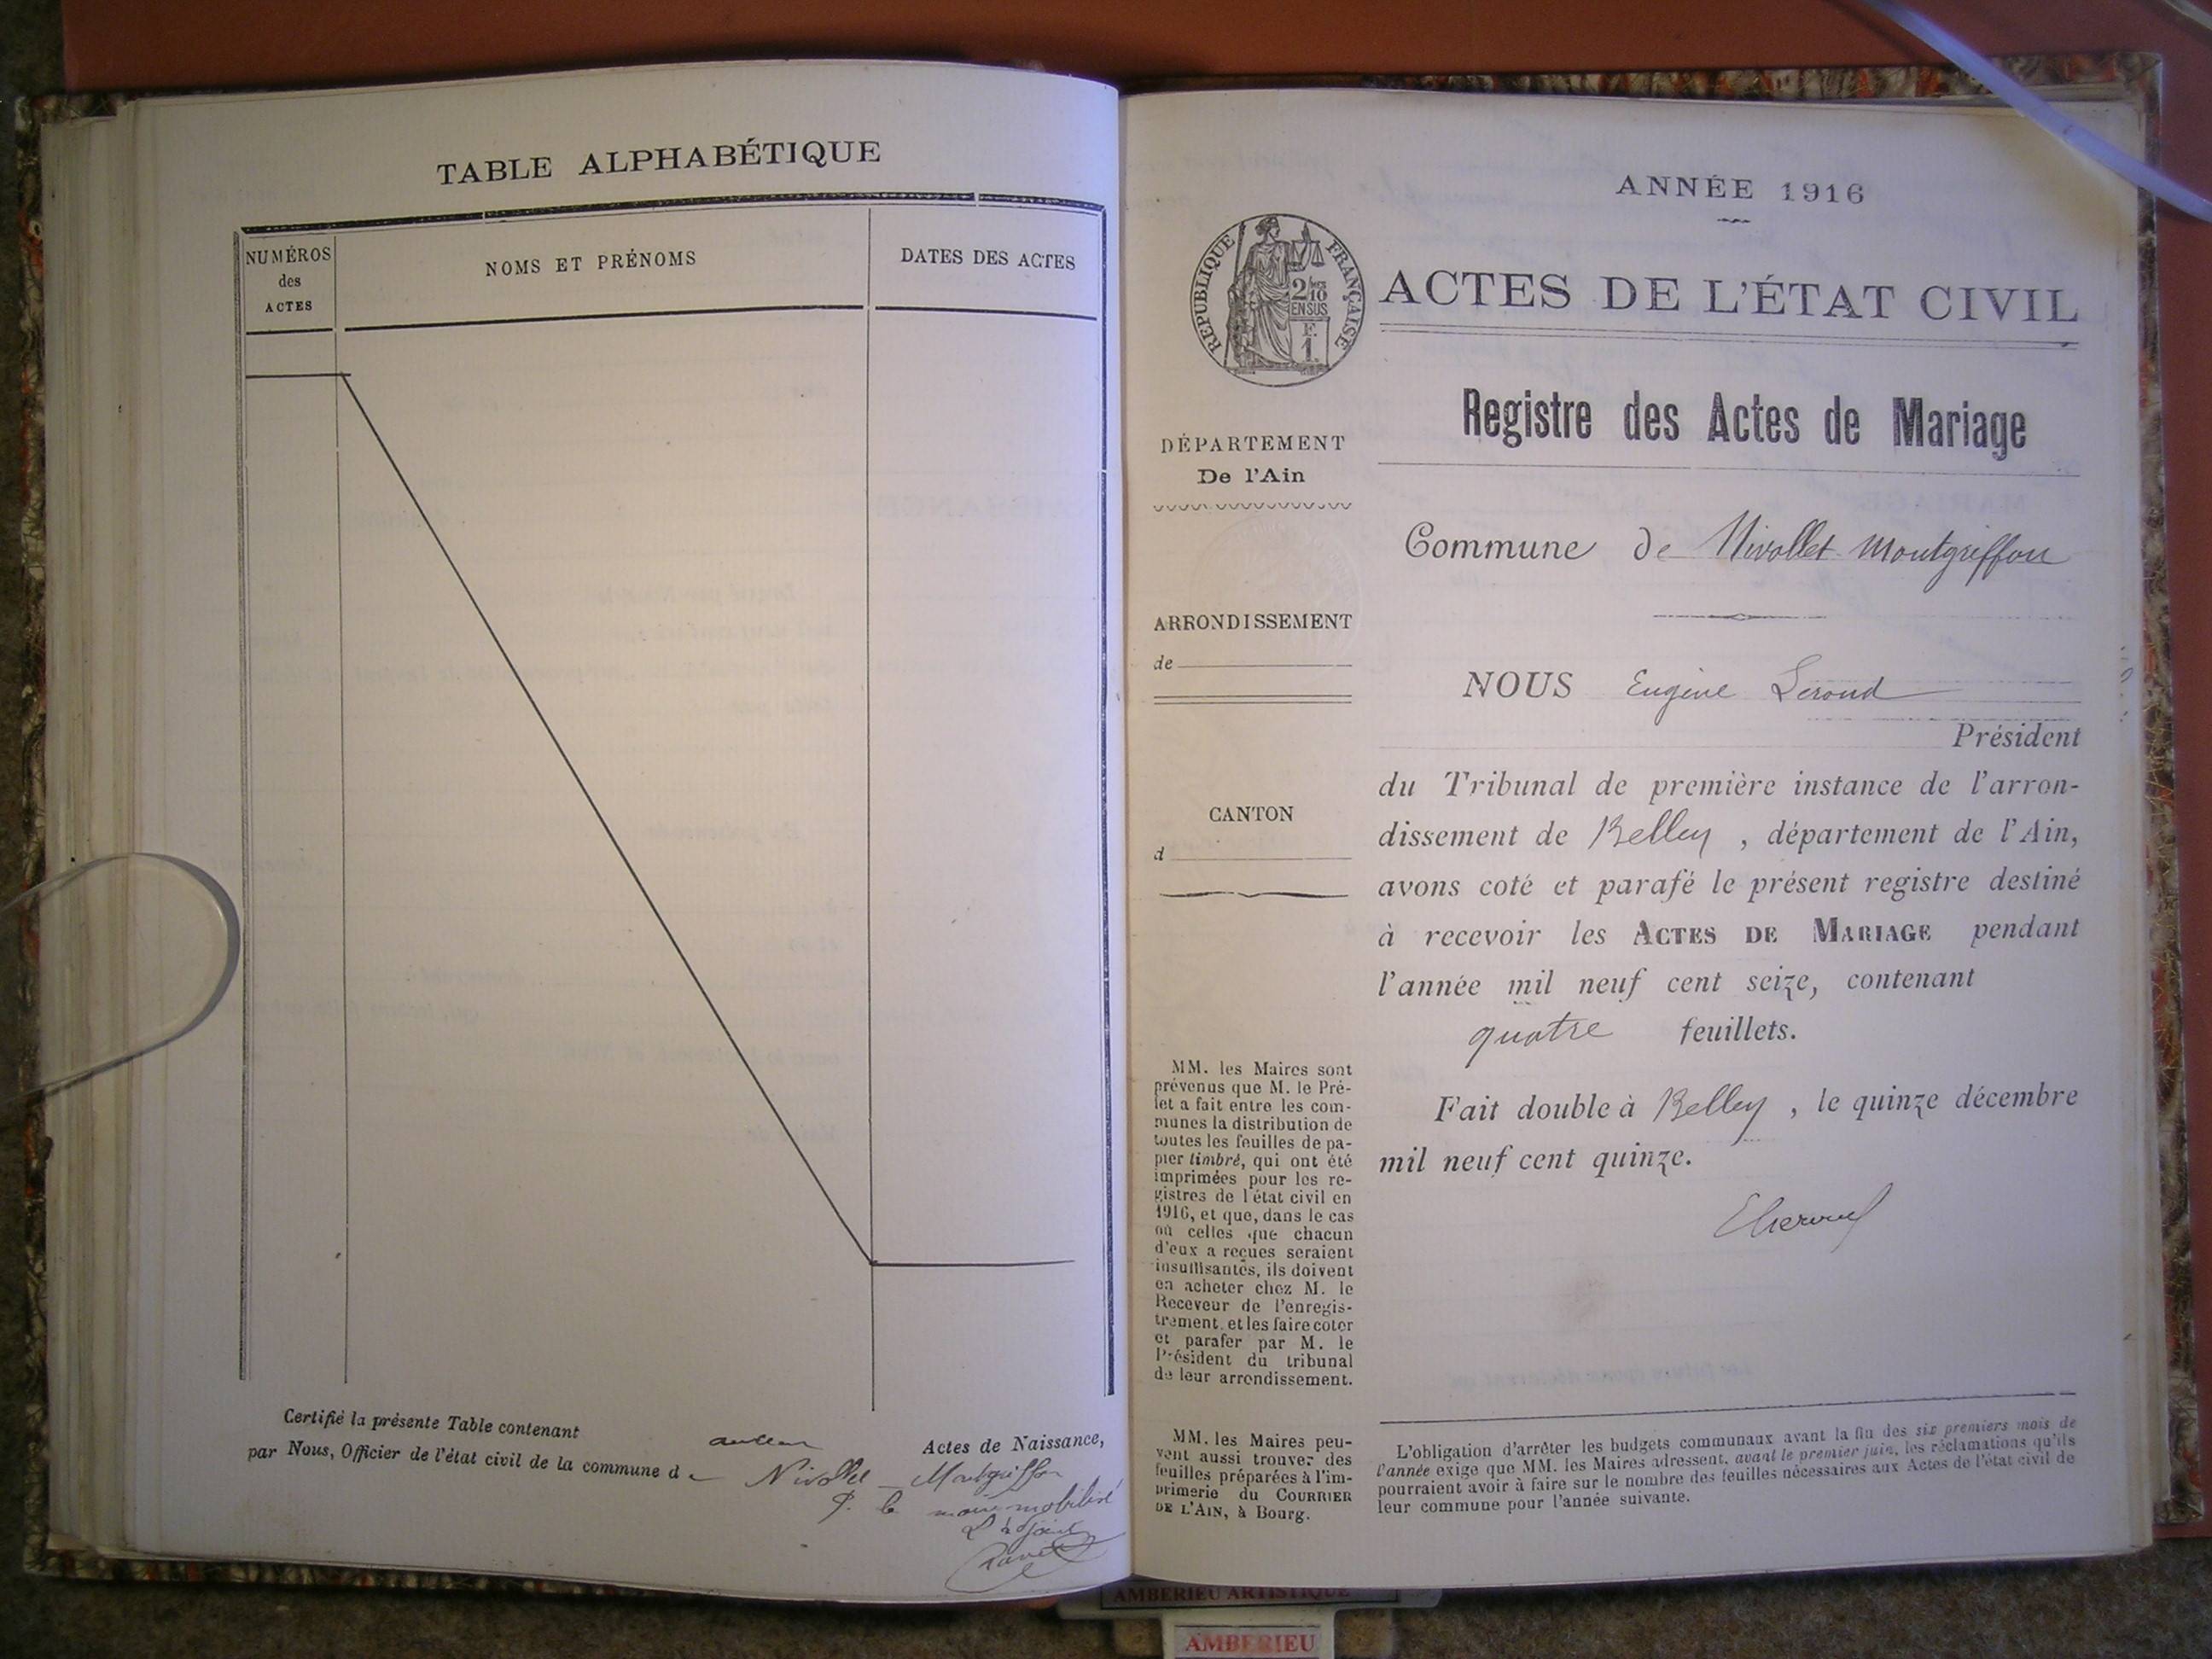 TABLE ALPHABÉTIQUE
NUMÉROS
des
ACTES
NOMS ET PRÉNOMS
DATES DES ACTES
Certifié la présente Table contenant aucun Actes de Naissance,
par Nous, Officier de l'état civil de la commune de Nivollet-Montgriffon
P. le maire mobilisé
L'adjoint
ANNÉE 1916
RÉPUBLIQUE FRANÇAISE
2/10
EN SUS
F.
1.
ACTES DE L'ÉTAT CIVIL
Registre des Actes de Mariage
DÉPARTEMENT
De l'Ain
Commune de Nivollet-Montgriffon
ARRONDISSEMENT
de
NOUS Eugène Leroud
Président
du Tribunal de première instance de l'arron-
dissement de Belley, département de l'Ain,
avons coté et parafé le présent registre destiné
à recevoir les ACTES DE MARIAGE pendant
l'année mil neuf cent seize, contenant
quatre feuillets.
Fait double à Belley, le quinze décembre
mil neuf cent quinze.
CANTON
d
MM. les Maires sont
prévenus que M. le Pré-
fet a fait entre les com-
munes la distribution de
toutes les feuilles de pa-
pier timbré, qui ont été
imprimées pour les re-
gistres de l'état civil en
1916, et que, dans le cas
où celles que chacun
d'eux a reçues seraient
insuffisantes, ils doivent
en acheter chez M. le
Receveur de l'enregis-
trement, et les faire coter
et parafer par M. le
Président du tribunal
de leur arrondissement.
MM. les Maires peu-
vent aussi trouver des
feuilles préparées à l'im-
primerie du COURRIER
DE L'AIN, à Bourg.
L'obligation d'arrêter les budgets communaux avant la fin des six premiers mois de
l'année exige que MM. les Maires adressent, avant le premier juin, les réclamations qu'ils
pourraient avoir à faire sur le nombre des feuilles nécessaires aux Actes de l'état civil de
leur commune pour l'année suivante.
AMBERIEU ARTISTIQUE
AMBERIEU